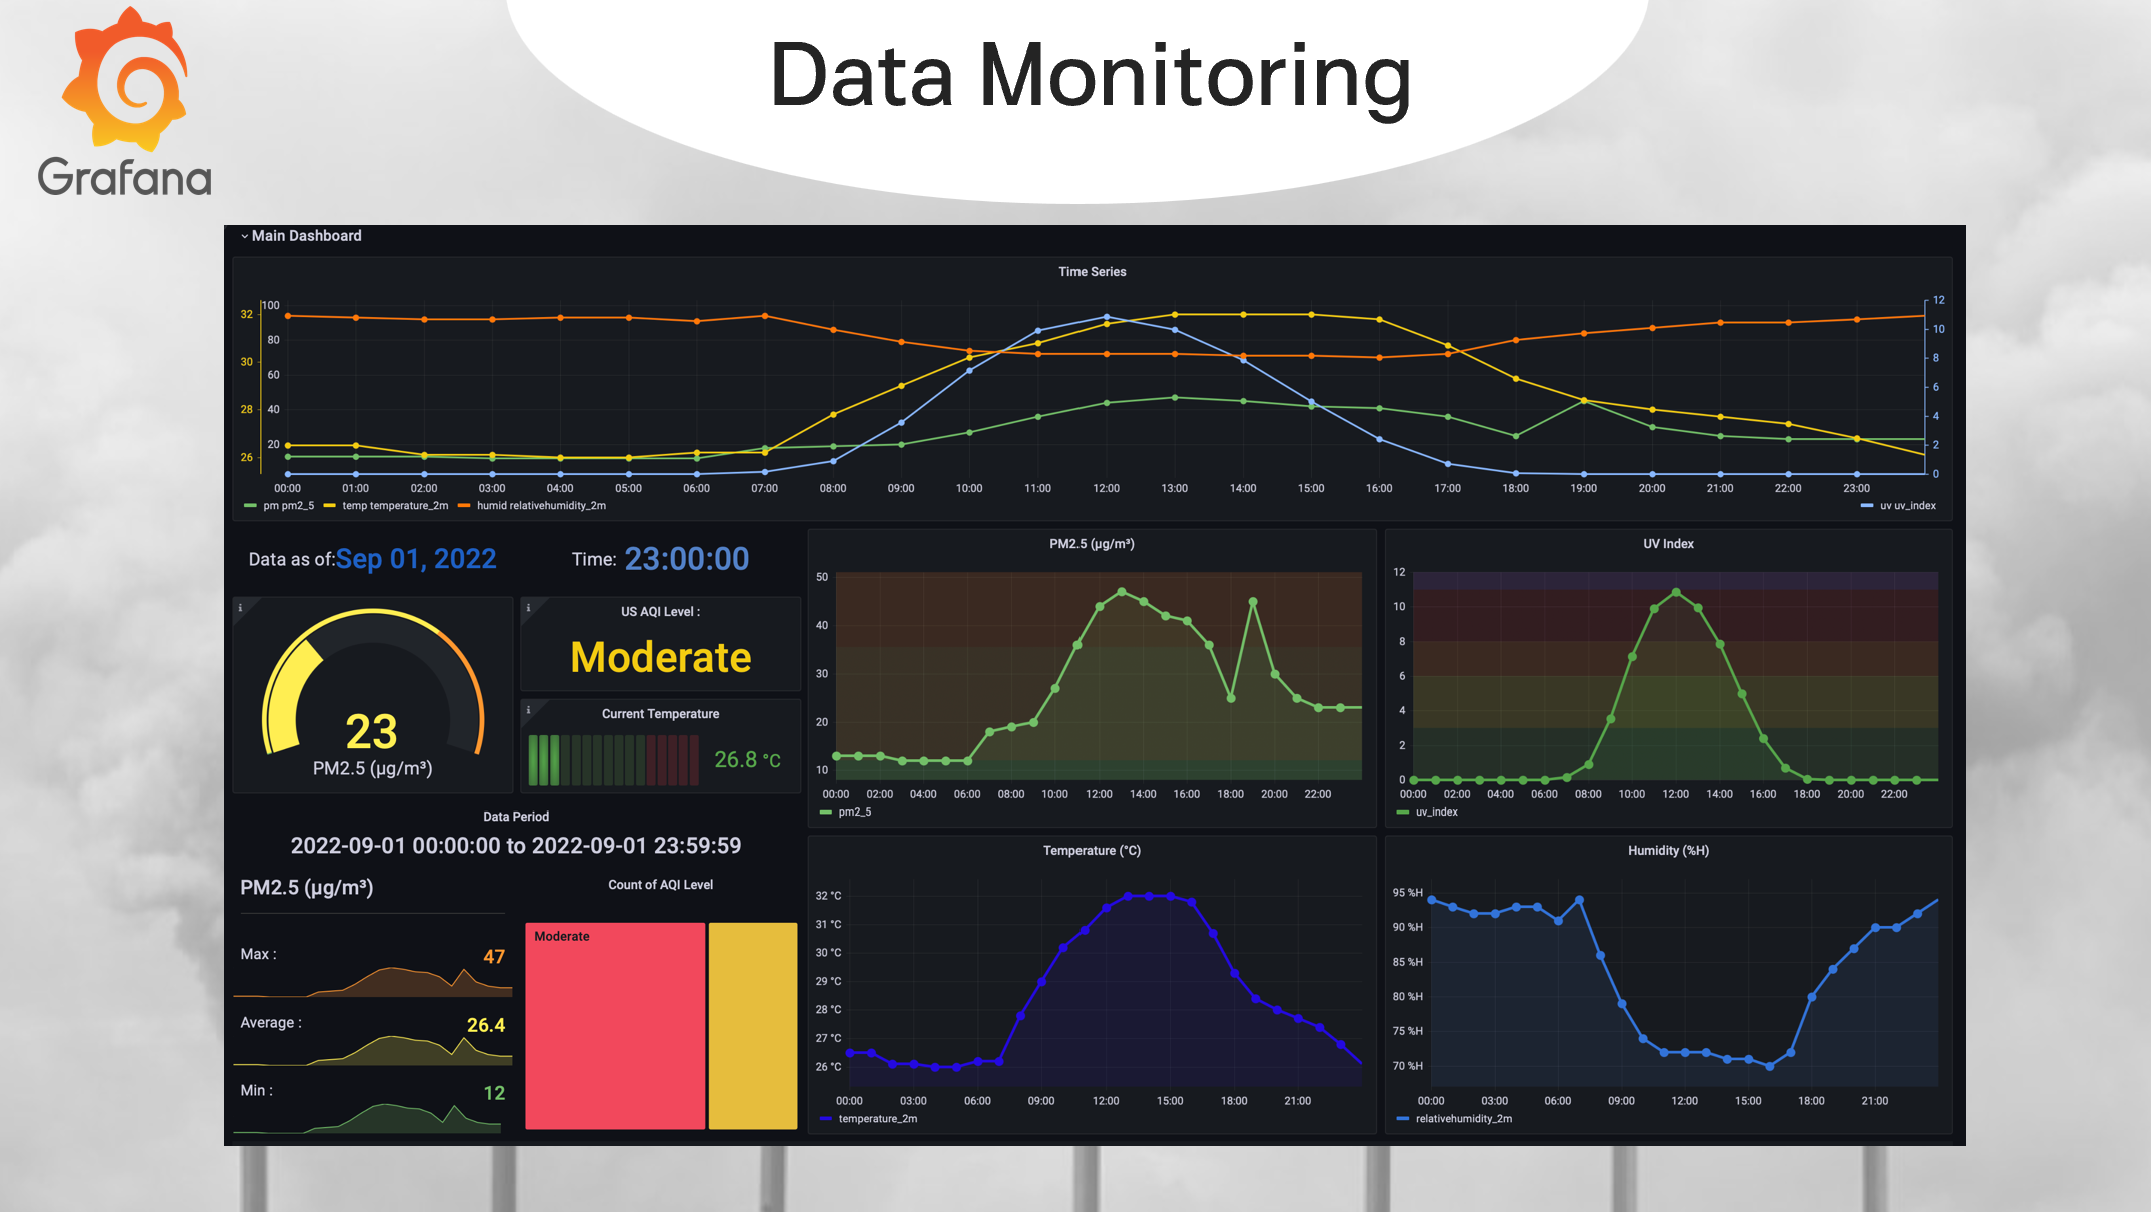 Grafana
Data Monitoring
Main Dashboard
Time Series
32 30 28 26
100 80 60 40 20
12 10 8 6 4 2 0
00:00 01:00 02:00 03:00 04:00 05:00 06:00 07:00 08:00 09:00 10:00 11:00 12:00 13:00 14:00 15:00 16:00 17:00 18:00 19:00 20:00 21:00 22:00 23:00
pm pm2_5 temp temperature_2m humid relativehumidity_2m uv uv_index
Data as of:Sep 01, 2022 Time: 23:00:00
23
PM2.5 (µg/m³)
US AQI Level :
Moderate
Current Temperature
26.8 °C
Data Period
2022-09-01 00:00:00 to 2022-09-01 23:59:59
PM2.5 (µg/m³)
Max :
47
Average :
26.4
Min :
12
Count of AQI Level
Moderate
PM2.5 (µg/m³)
50
40
30
20
10
00:00 02:00 04:00 06:00 08:00 10:00 12:00 14:00 16:00 18:00 20:00 22:00
pm2_5
UV Index
12
10
8
6
4
2
0
00:00 02:00 04:00 06:00 08:00 10:00 12:00 14:00 16:00 18:00 20:00 22:00
uv_index
Temperature (°C)
32 °C
31 °C
30 °C
29 °C
28 °C
27 °C
26 °C
00:00 03:00 06:00 09:00 12:00 15:00 18:00 21:00
temperature_2m
Humidity (%H)
95 %H
90 %H
85 %H
80 %H
75 %H
70 %H
00:00 03:00 06:00 09:00 12:00 15:00 18:00 21:00
relativehumidity_2m